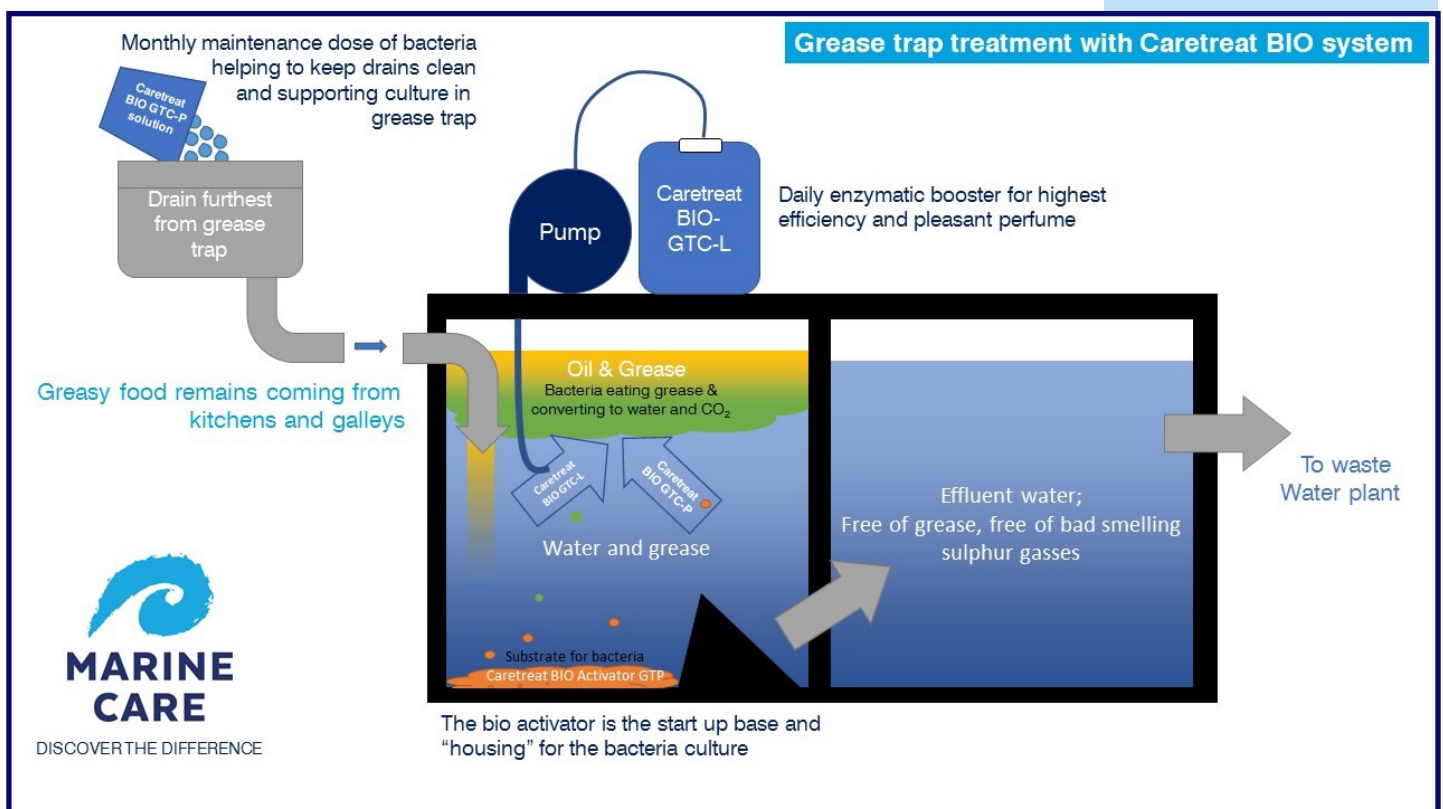 Grease trap treatment with Caretreat BIO system
Monthly maintenance dose of bacteria
helping to keep drains clean
and supporting culture in
grease trap
Caretreat
BIO GTC-P
solution
Drain furthest
from grease
trap
Pump
Caretreat
BIO-
GTC-L
Daily enzymatic booster for highest
efficiency and pleasant perfume
Greasy food remains coming from
kitchens and galleys
Oil & Grease
Bacteria eating grease &
converting to water and CO₂
Caretreat
BIO GTC-L
Caretreat
BIO GTC-P
Water and grease
Substrate for bacteria
Caretreat BIO Activator GTP
Effluent water;
Free of grease, free of bad smelling
sulphur gasses
To waste
Water plant
The bio activator is the start up base and
“housing” for the bacteria culture
MARINE
CARE
DISCOVER THE DIFFERENCE